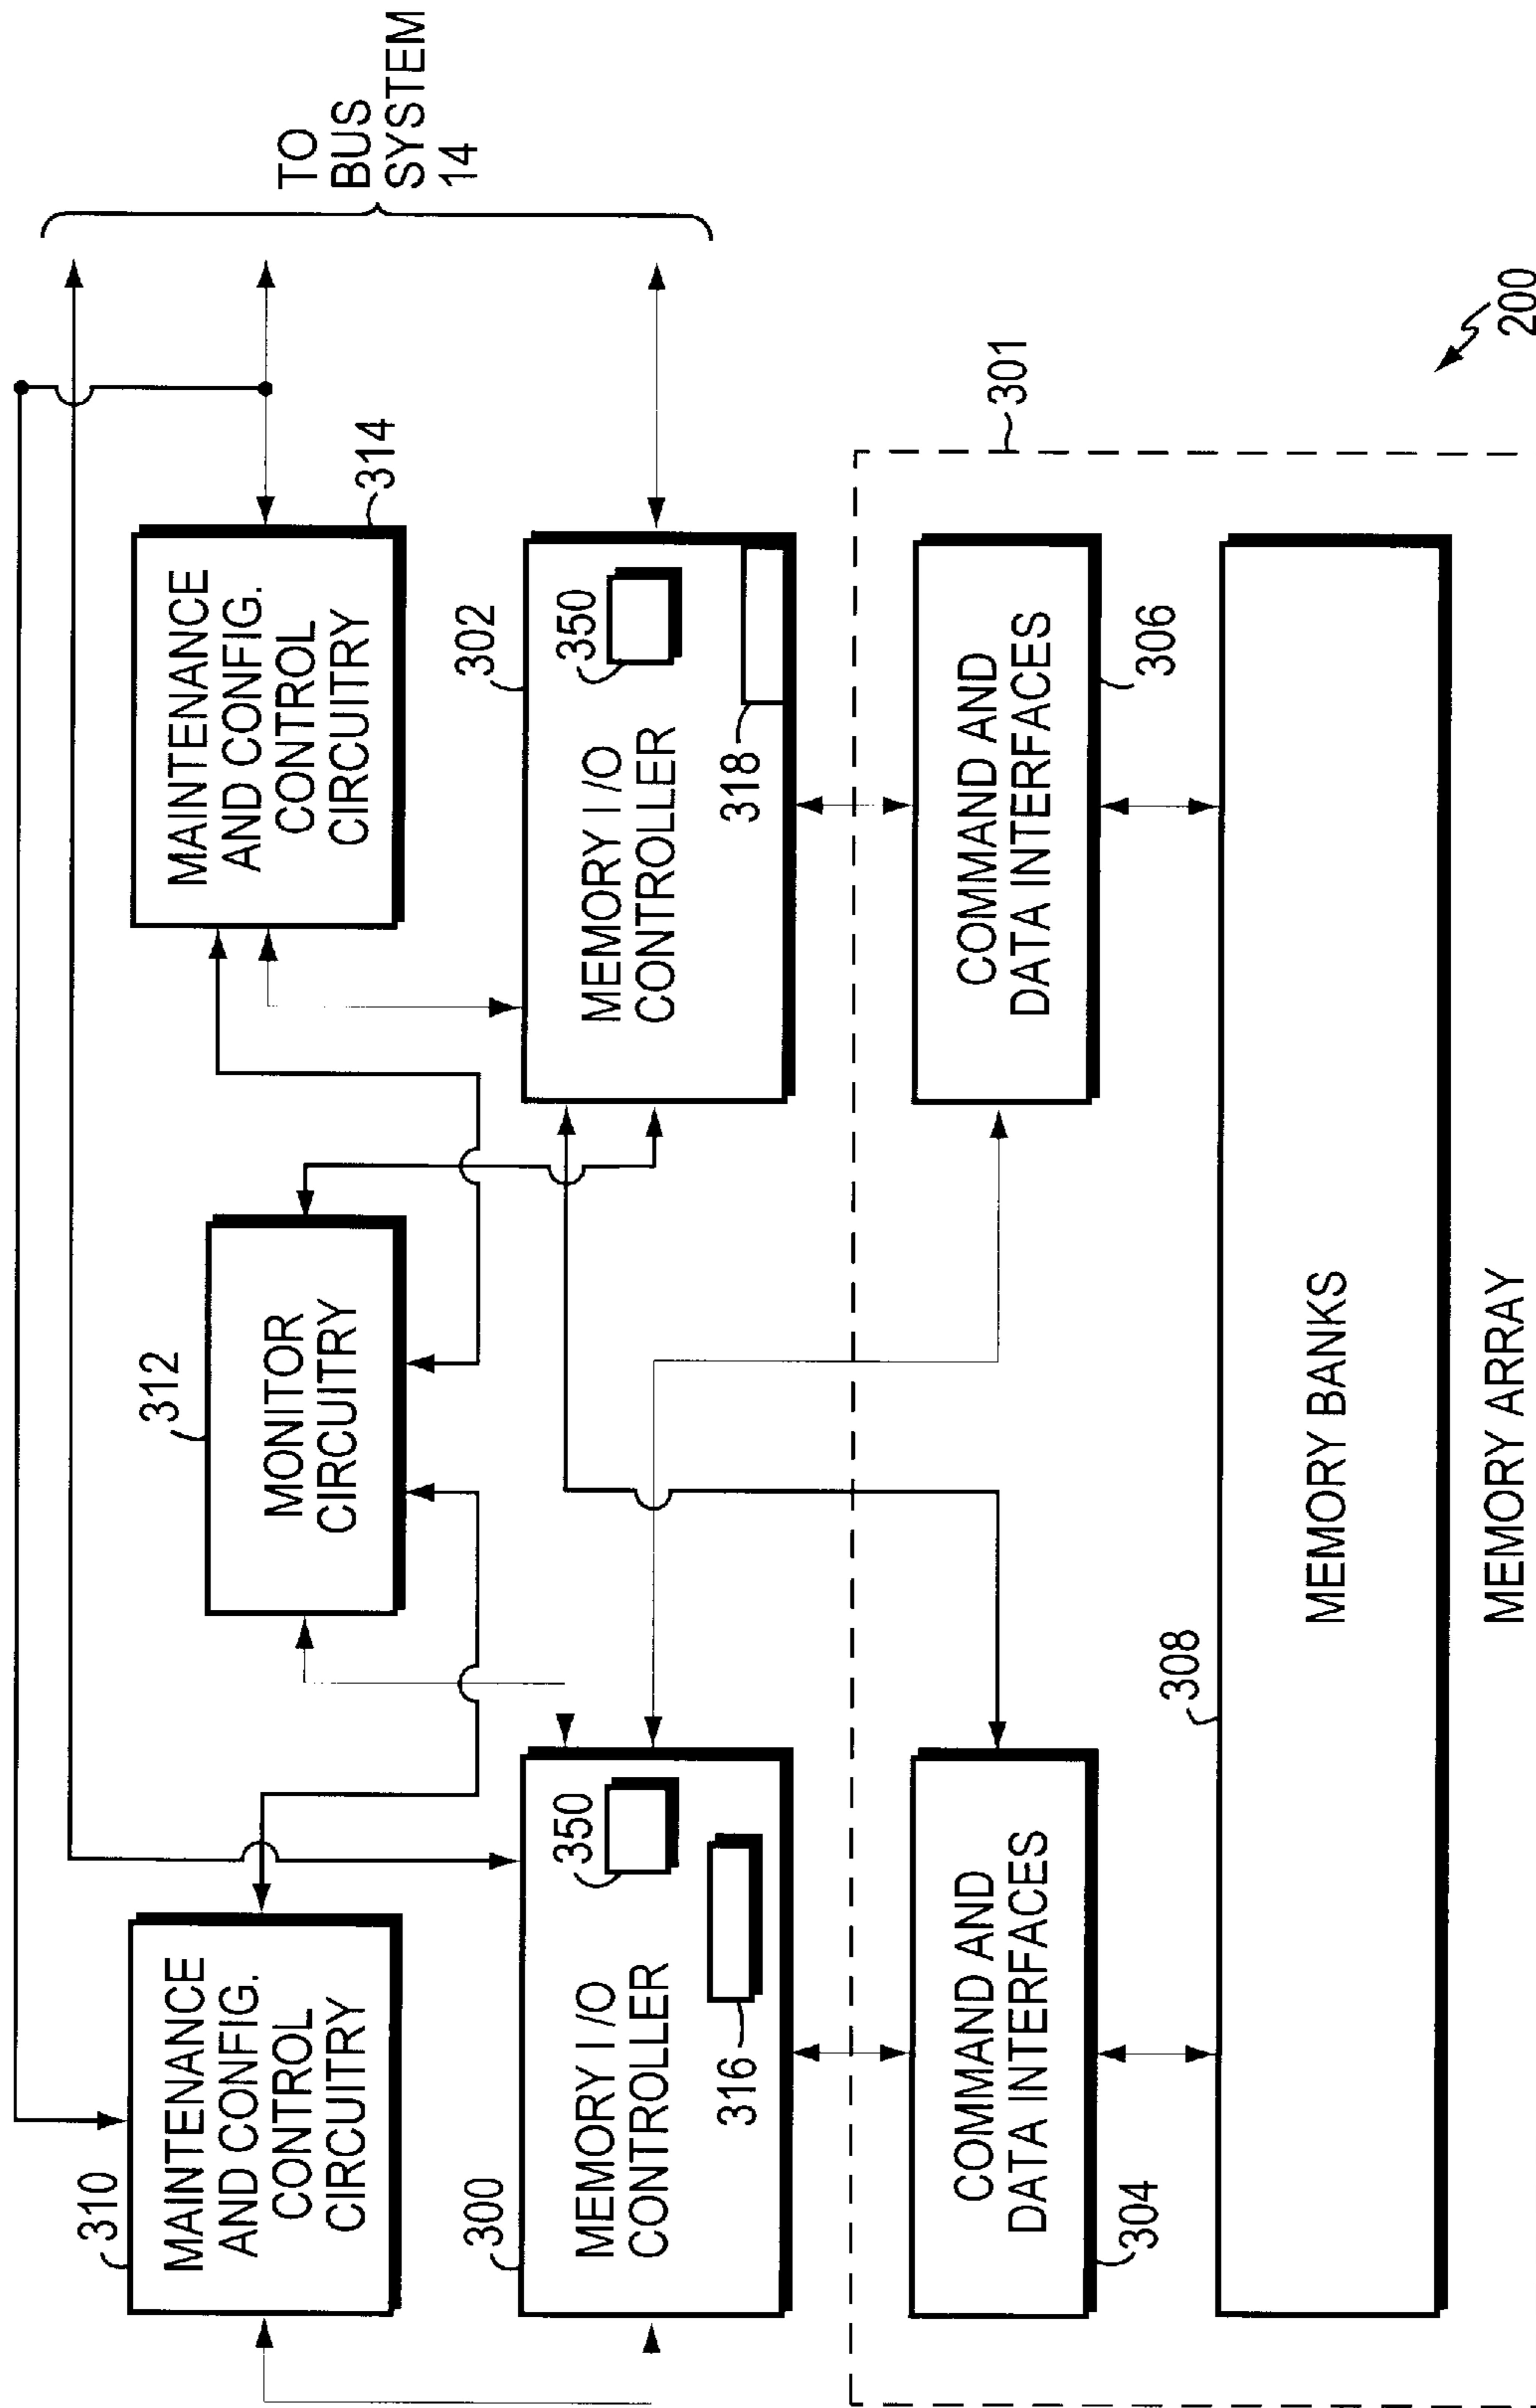 TO
BUS
SYSTEM
14
310
MAINTENANCE
AND CONFIG.
CONTROL
CIRCUITRY
312
MONITOR
CIRCUITRY
MAINTENANCE
AND CONFIG.
CONTROL
CIRCUITRY
314
300
MEMORY I/O
CONTROLLER
350
316
302
MEMORY I/O
CONTROLLER
350
318
301
COMMAND AND
DATA INTERFACES
304
COMMAND AND
DATA INTERFACES
306
308
MEMORY BANKS
MEMORY ARRAY
200